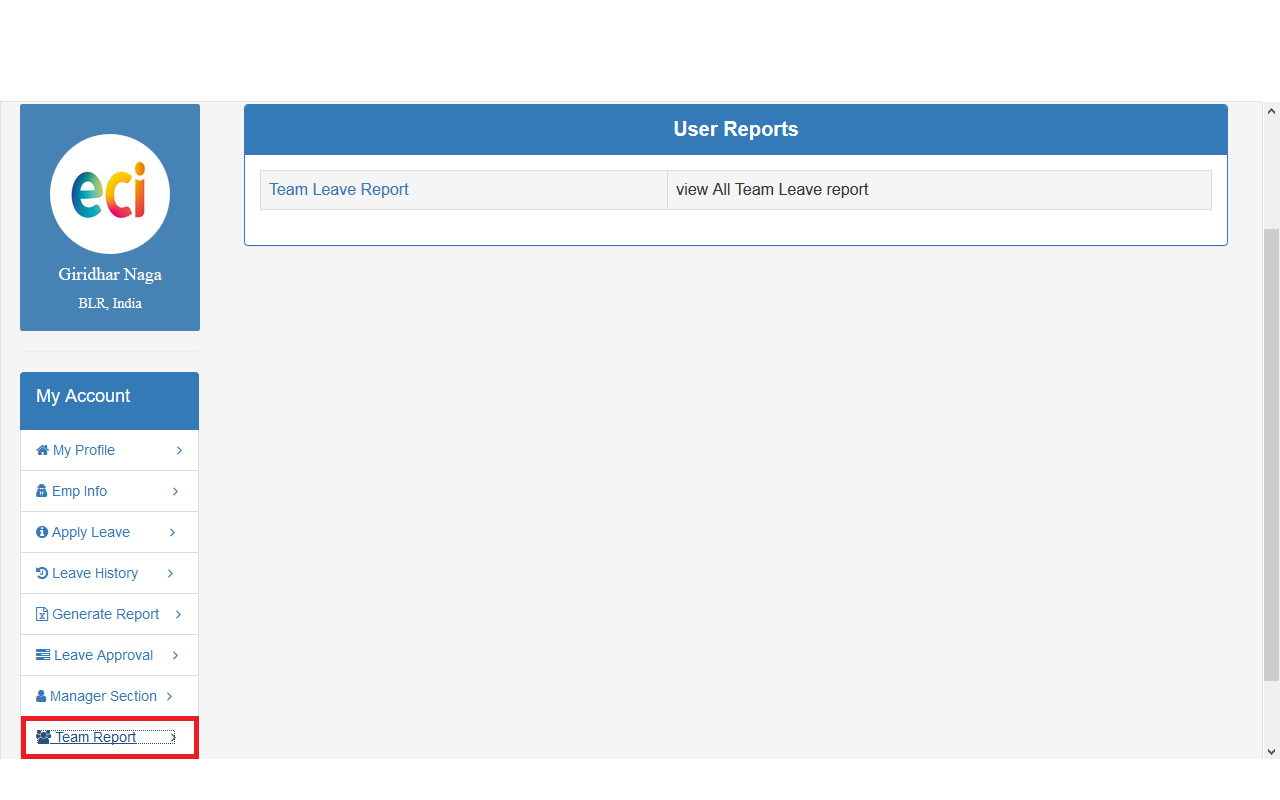 eci
Giridhar Naga
BLR, India
User Reports
Team Leave Report view All Team Leave report
My Account
My Profile
Emp Info
Apply Leave
Leave History
Generate Report
Leave Approval
Manager Section
Team Report